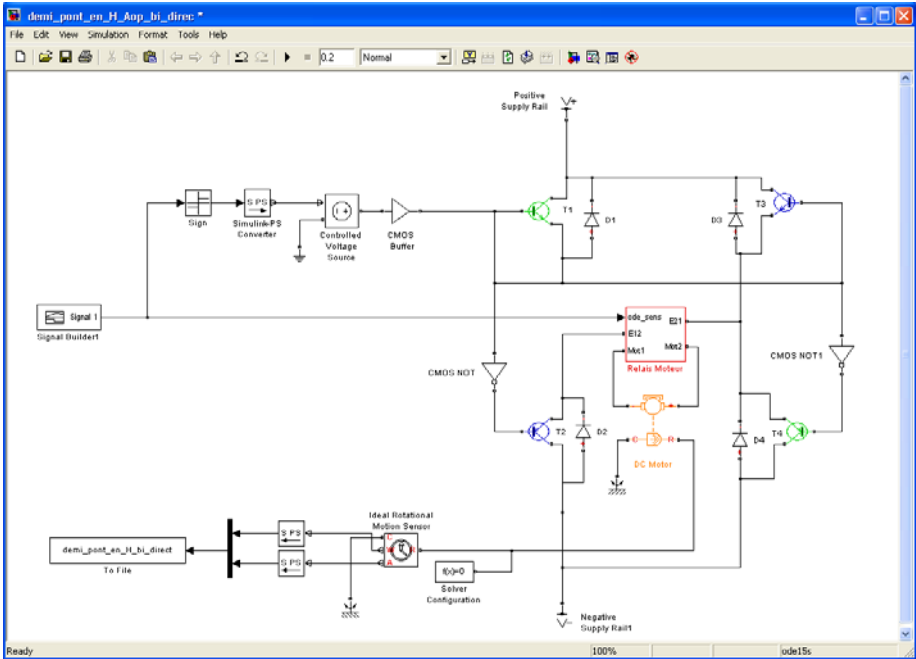 demi_pont_en_H_Aop_bi_direc *
File Edit View Simulation Format Tools Help
0.2 Normal
Positive
Supply Rail
V+
T1
D1
D3
T3
S PS
Sign
Simulink-PS
Converter
Controlled
Voltage
Source
CMOS
Buffer
Signal 1
Signal Builder1
cde_sens
E21
E12
Mot1
Mot2
Relais Moteur
CMOS NOT
CMOS NOT1
T2
D2
C
R
DC Motor
D4
T4
Ideal Rotational
Motion Sensor
S PS
S PS
C
W
R
A
demi_pont_en_H_bi_direct
To File
f(x)=0
Solver
Configuration
V-
Negative
Supply Rail1
Ready 100% ode15s